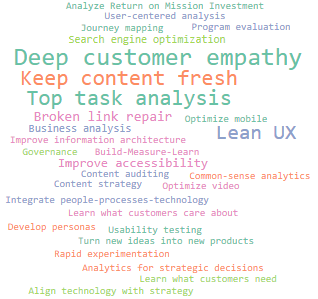 Analyze Return on Mission Investment
User-centered analysis
Journey mapping Program evaluation
Search engine optimization
Deep customer empathy
Keep content fresh
Top task analysis
Broken link repair Optimize mobile
Business analysis Lean UX
Improve information architecture
Governance Build-Measure-Learn
Improve accessibility
Content auditing Common-sense analytics
Content strategy Optimize video
Integrate people-processes-technology
Learn what customers care about
Develop personas Usability testing
Turn new ideas into new products
Rapid experimentation
Analytics for strategic decisions
Learn what customers need
Align technology with strategy